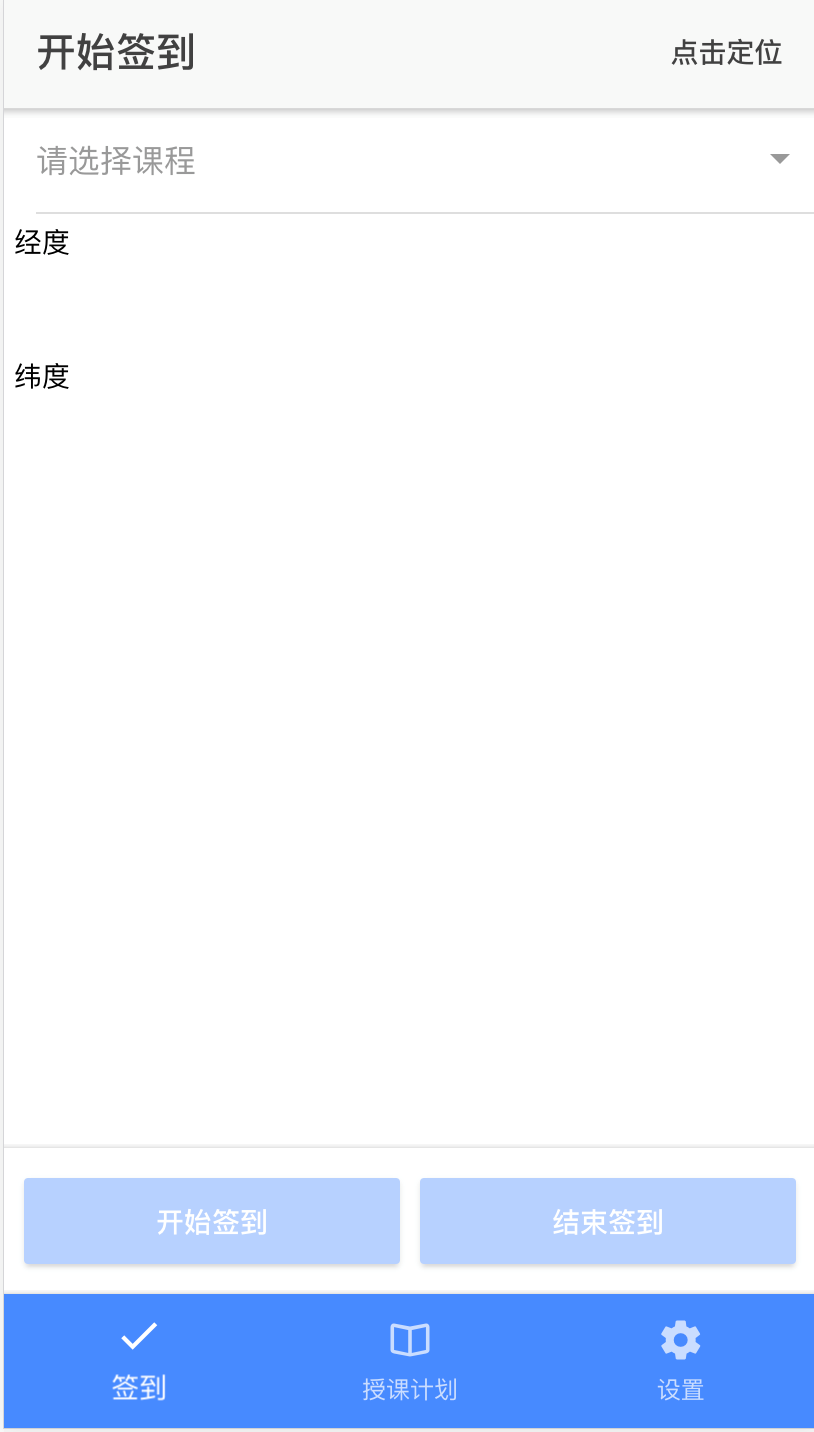 开始签到 点击定位
请选择课程
经度
纬度
开始签到 结束签到
签到 授课计划 设置